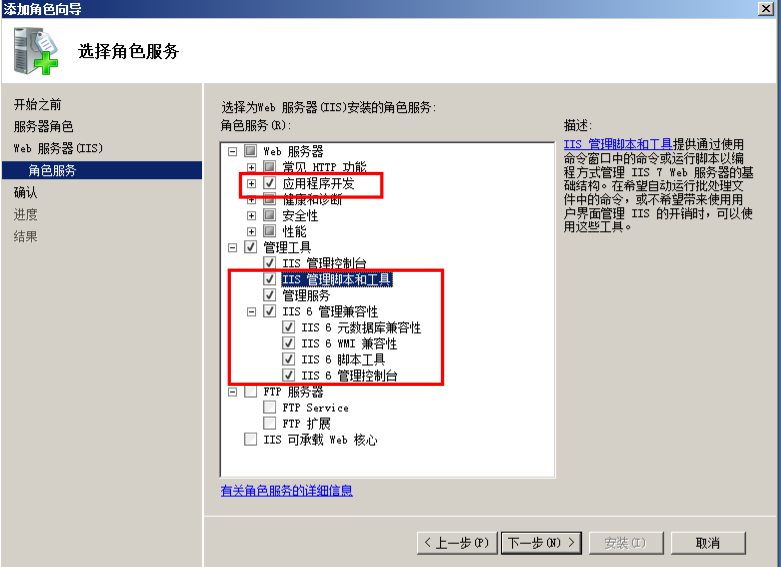 添加角色向导
选择角色服务
开始之前
服务器角色
Web 服务器(IIS)
角色服务
确认
进度
结果
选择为Web 服务器(IIS)安装的角色服务:
角色服务(R):
Web 服务器
常见 HTTP 功能
应用程序开发
健康和诊断
安全性
性能
管理工具
IIS 管理控制台
IIS 管理脚本和工具
管理服务
IIS 6 管理兼容性
IIS 6 元数据库兼容性
IIS 6 WMI 兼容性
IIS 6 脚本工具
IIS 6 管理控制台
FTP 服务器
FTP Service
FTP 扩展
IIS 可承载 Web 核心
有关角色服务的详细信息
描述:
IIS 管理脚本和工具提供通过使用
命令窗口中的命令或运行脚本以编
程方式管理 IIS 7 Web 服务器的基
础结构。在希望自动运行批处理文
件中的命令，或不希望带来使用用
户界面管理 IIS 的开销时，可以使
用这些工具。
< 上一步(P)
下一步(N) >
安装(I)
取消